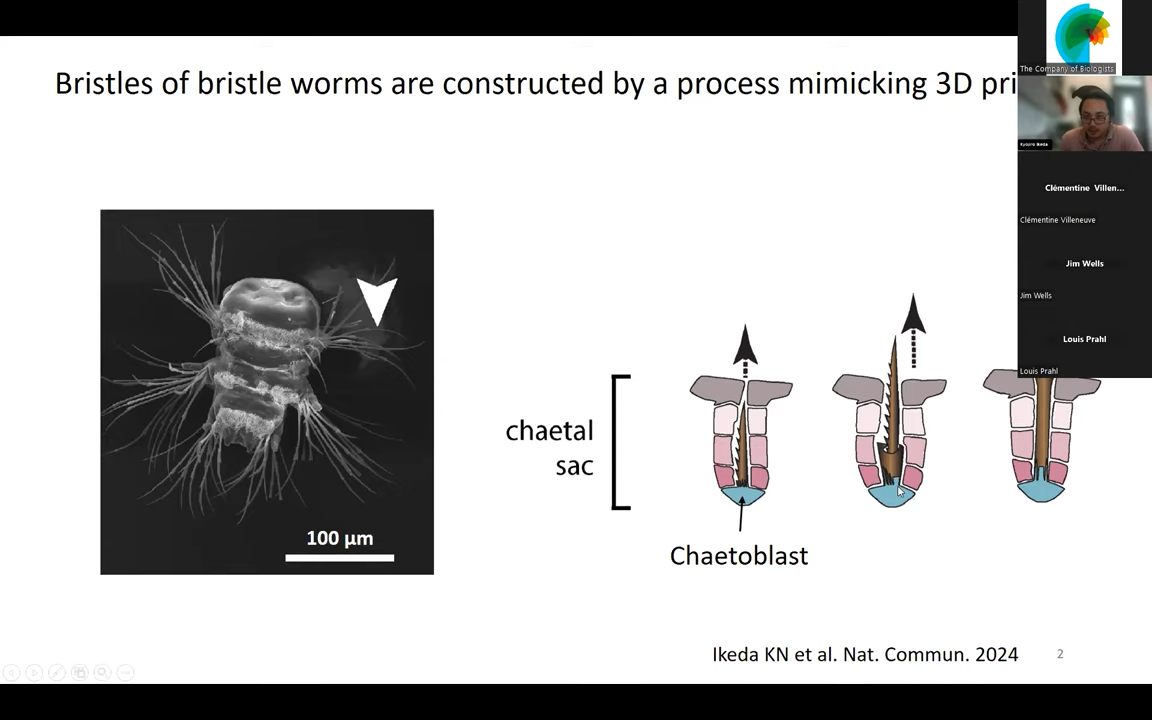 Bristles of bristle worms are constructed by a process mimicking 3D pri
The Company of Biologists
Kyojiro Ikeda
Clémentine Villen...
Clémentine Villeneuve
Jim Wells
Jim Wells
Louis Prahl
Louis Prahl
chaetal
sac
100 µm
Chaetoblast
Ikeda KN et al. Nat. Commun. 2024
2